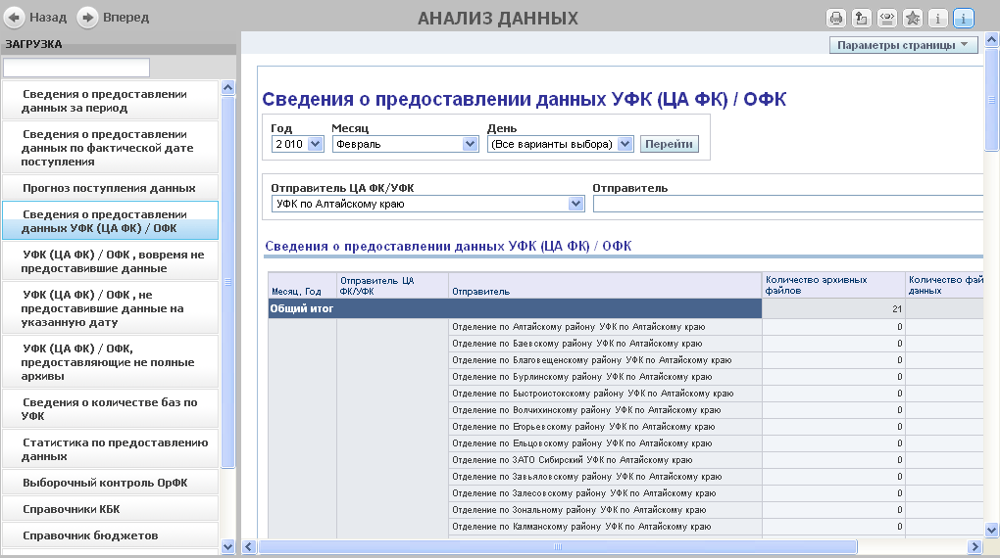 Назад
Вперед
АНАЛИЗ ДАННЫХ
ЗАГРУЗКА
Параметры страницы
Сведения о предоставлении
данных за период
Сведения о предоставлении
данных по фактической дате
поступления
Прогноз поступления данных
Сведения о предоставлении
данных УФК (ЦА ФК) / ОФК
УФК (ЦА ФК) / ОФК , вовремя не
предоставившие данные
УФК (ЦА ФК) / ОФК , не
предоставившие данные на
указанную дату
УФК (ЦА ФК) / ОФК,
предоставляющие не полные
архивы
Сведения о количестве баз по
УФК
Статистика по предоставлению
данных
Выборочный контроль ОрФК
Справочники КБК
Справочник бюджетов
Сведения о предоставлении данных УФК (ЦА ФК) / ОФК
Год Месяц День
2 010 Февраль (Все варианты выбора) Перейти
Отправитель ЦА ФК/УФК Отправитель
УФК по Алтайскому краю
Сведения о предоставлении данных УФК (ЦА ФК) / ОФК
Месяц, Год
Отправитель ЦА
ФК/УФК
Отправитель
Количество архивных
файлов
Количество фай
данных
Общий итог 21
Отделение по Алтайскому району УФК по Алтайскому краю 0
Отделение по Баевскому району УФК по Алтайскому краю 0
Отделение по Благовещенскому району УФК по Алтайскому краю 0
Отделение по Бурлинскому району УФК по Алтайскому краю 0
Отделение по Быстроистокскому району УФК по Алтайскому краю 0
Отделение по Волчихинскому району УФК по Алтайскому краю 0
Отделение по Егорьевскому району УФК по Алтайскому краю 0
Отделение по Ельцовскому району УФК по Алтайскому краю 0
Отделение по ЗАТО Сибирский УФК по Алтайскому краю 0
Отделение по Завьяловскому району УФК по Алтайскому краю 0
Отделение по Залесовскому району УФК по Алтайскому краю 0
Отделение по Зональному району УФК по Алтайскому краю 0
Отделение по Калманскому району УФК по Алтайскому краю 0